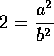 2 = a²/b²